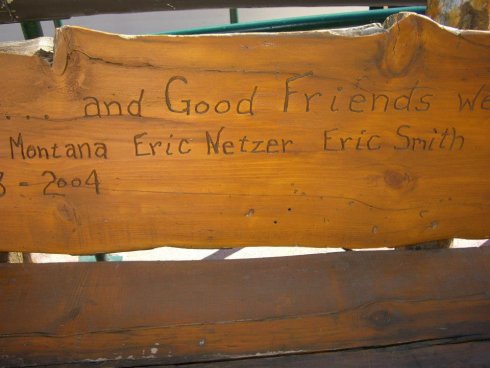 .... and Good Friends we
Montana Eric Netzer Eric Smith
3 - 2004